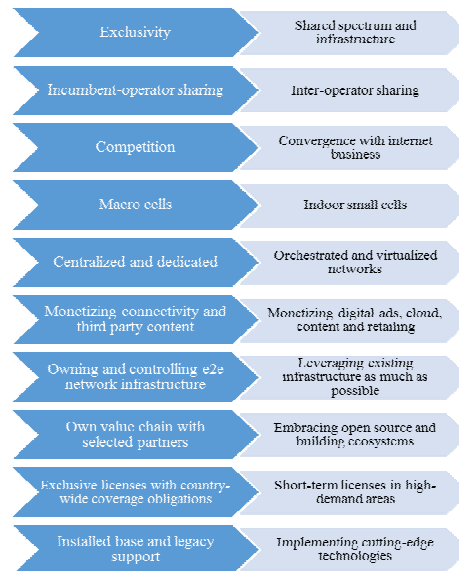 Exclusivity
Shared spectrum and
infrastructure
Incumbent-operator sharing
Inter-operator sharing
Competition
Convergence with internet
business
Macro cells
Indoor small cells
Centralized and dedicated
Orchestrated and virtualized
networks
Monetizing connectivity and
third party content
Monetizing digital ads, cloud,
content and retailing
Owning and controlling e2e
network infrastructure
Leveraging existing
infrastructure as much as
possible
Own value chain with
selected partners
Embracing open source and
building ecosystems
Exclusive licenses with country-
wide coverage obligations
Short-term licenses in high-
demand areas
Installed base and legacy
support
Implementing cutting-edge
technologies